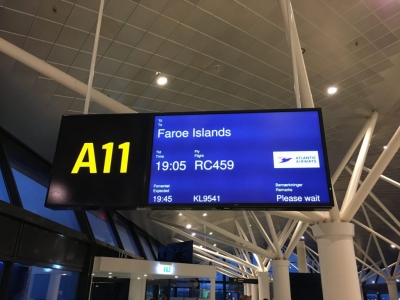 A11
Til
To
Faroe Islands
Tid
Time
Fly
Flight
19:05 RC459
ATLANTIC
AIRWAYS
Forventet
Expected
Bemærkninger
Remarks
19:45 KL9541 Please wait
A11